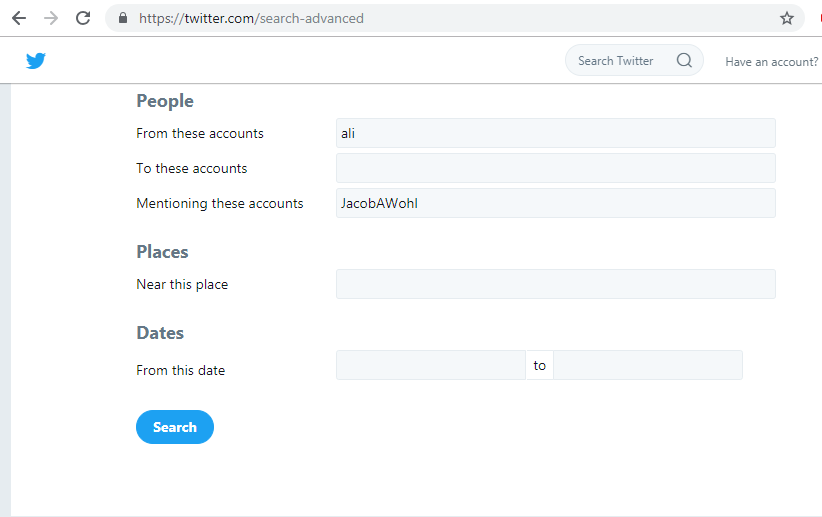 https://twitter.com/search-advanced
Search Twitter
Have an account?
People
From these accounts ali
To these accounts
Mentioning these accounts JacobAWohl
Places
Near this place
Dates
From this date to
Search